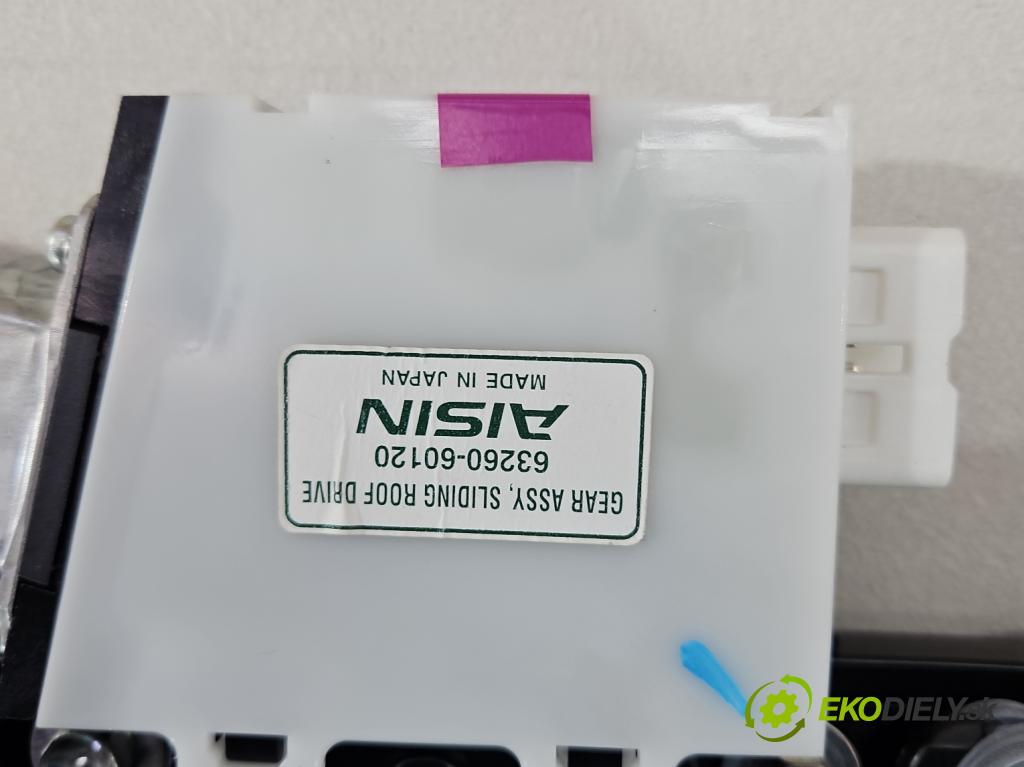 GEAR ASSY, SLIDING ROOF DRIVE
63260-60120
AISIN
MADE IN JAPAN
EKODIELY.sk